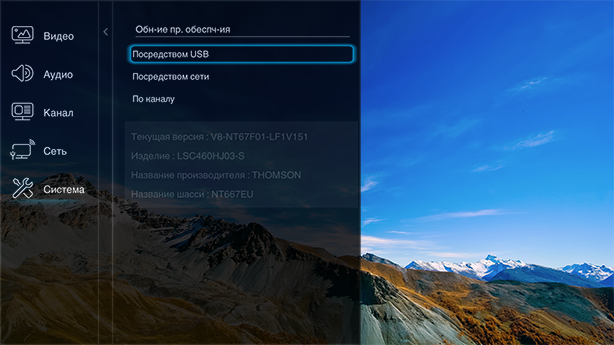 Обн-ие пр. обеспч-ия
Видео
Посредством USB
Аудио
Посредством сети
По каналу
Канал
Текущая версия : V8-NT67F01-LF1V151
Сеть
Изделие : LSC460HJ03-S
Название производителя : THOMSON
Система
Название шасси : NT667EU